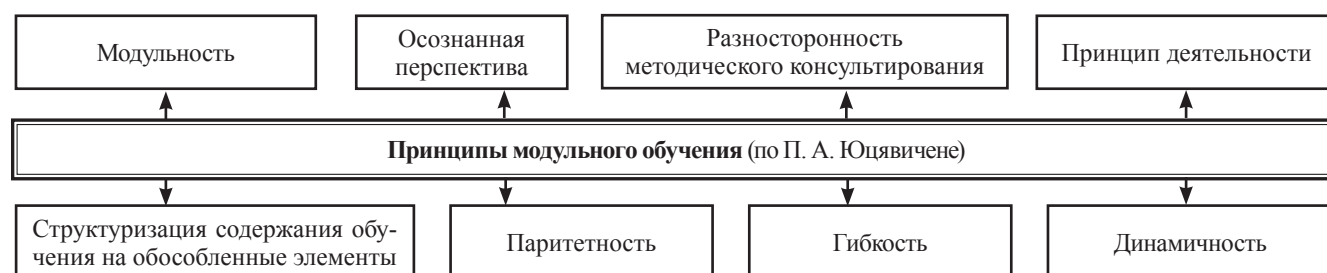 Модульность
Осознанная
перспектива
Разносторонность
методического консультирования
Принцип деятельности
Принципы модульного обучения (по П. А. Юцявичене)
Структуризация содержания обу-
чения на обособленные элементы
Паритетность
Гибкость
Динамичность